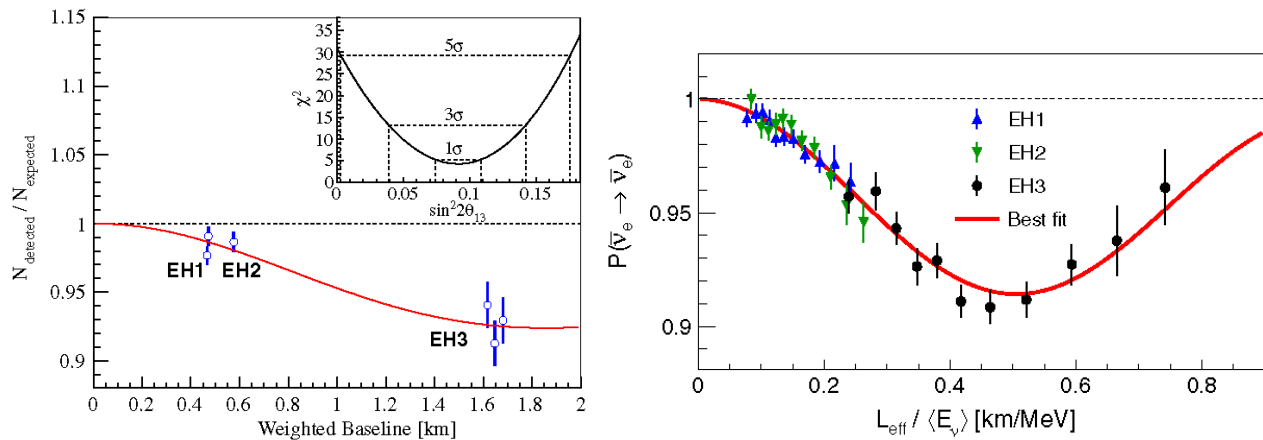 N_detected / N_expected
1.15
1.1
1.05
1
0.95
0.9
0 0.2 0.4 0.6 0.8 1 1.2 1.4 1.6 1.8 2
Weighted Baseline [km]
EH1 EH2
EH3
χ²
40
35
30
25
20
15
10
5
0
0 0.05 0.1 0.15
sin²2θ₁₃
5σ
3σ
1σ
P(ν̅ₑ → ν̅ₑ)
1
0.95
0.9
0 0.2 0.4 0.6 0.8
L_eff / ⟨E_ν⟩ [km/MeV]
EH1
EH2
EH3
Best fit